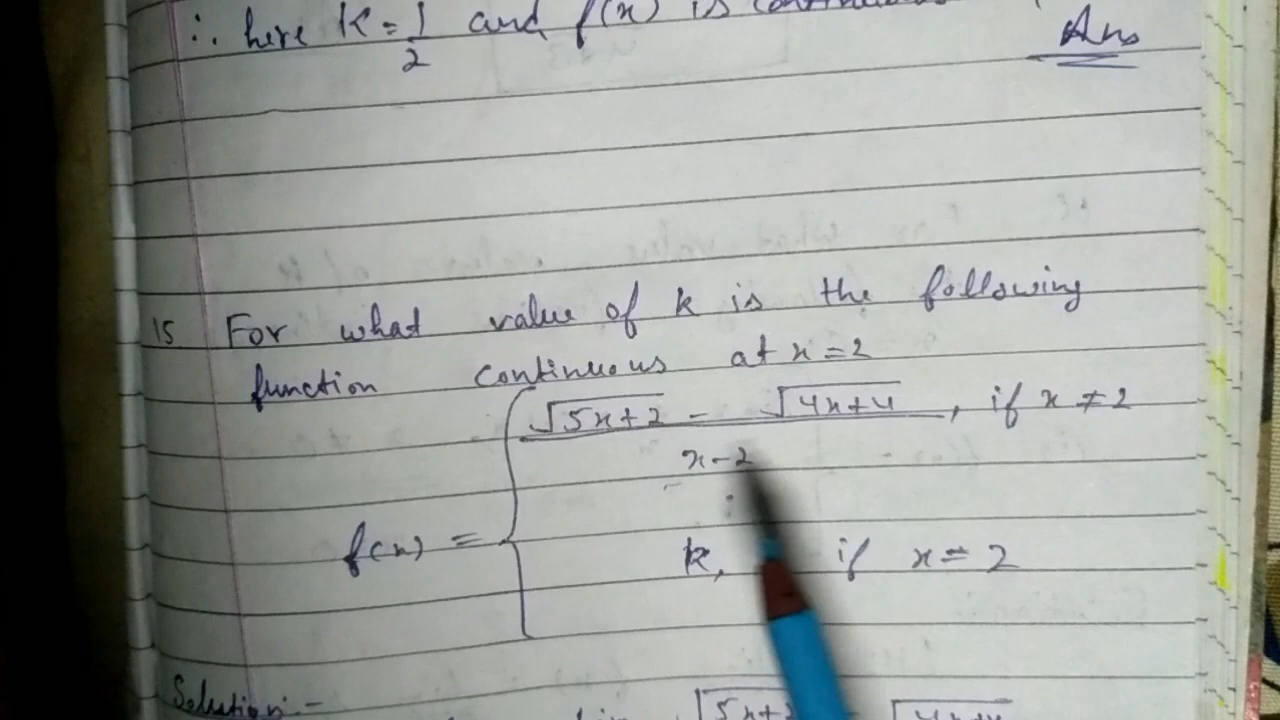 ∴ here K = 1/2 and f(x) is
Ans
15 For what value of k is the following
function continuous at x = 2
√5x+2 - √4x+4 , if x ≠ 2
x-2
f(x) =
k, if x = 2
Solution:-